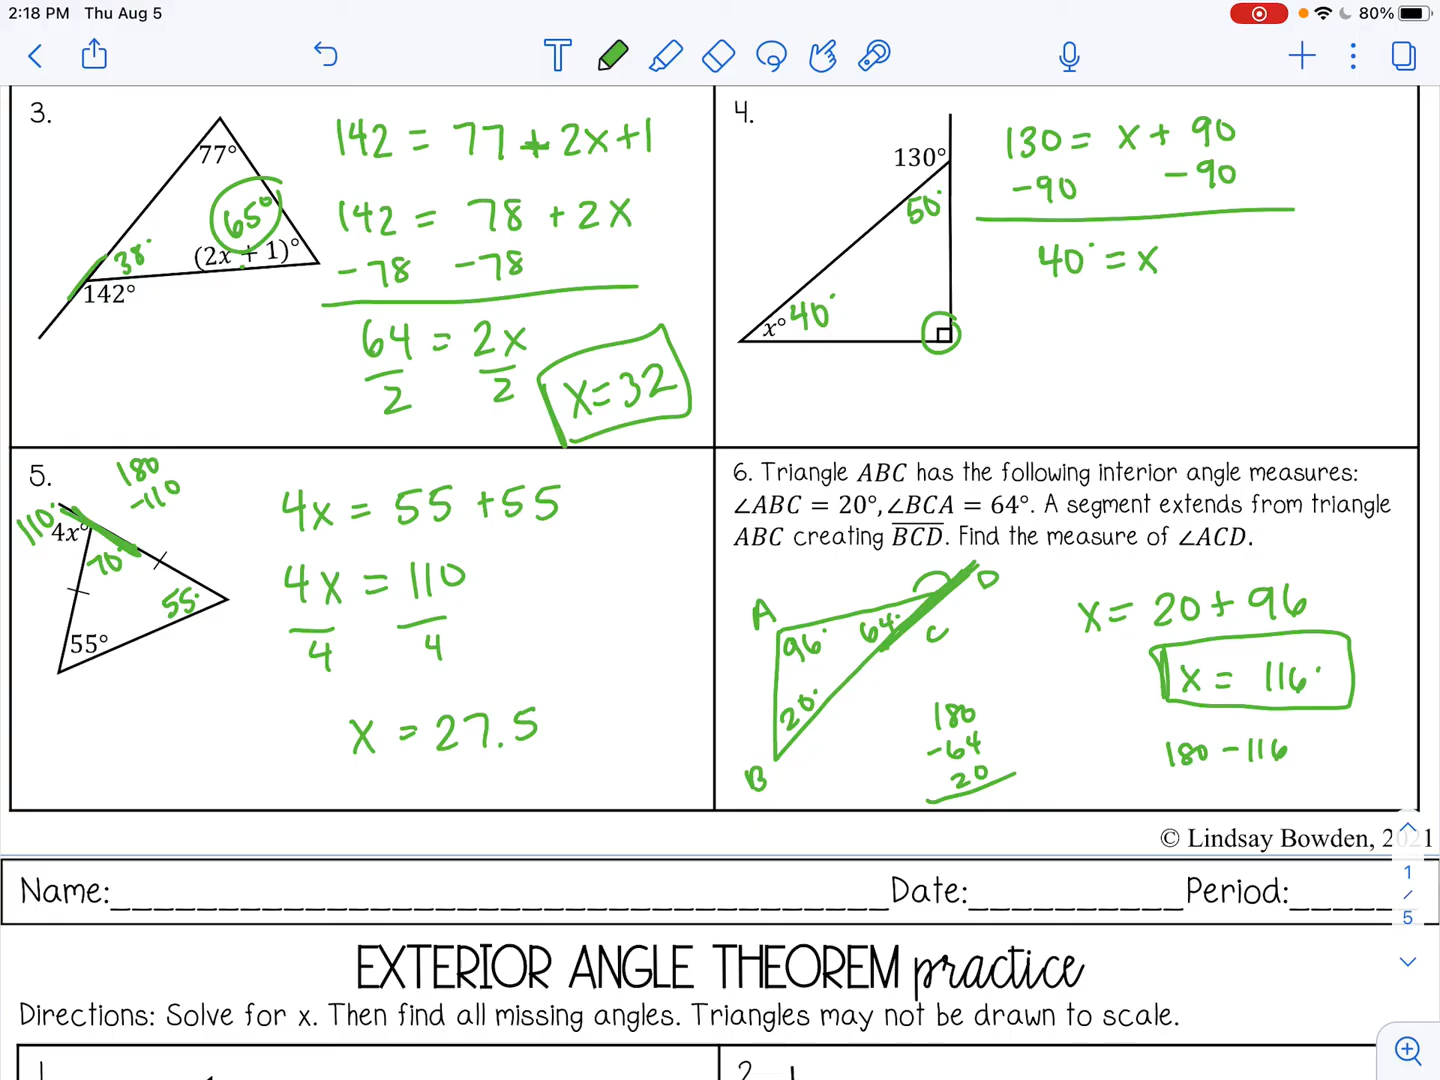 2:18 PM Thu Aug 5
80%
3.
77°
65°
38°
(2x + 1)°
142°
142 = 77 + 2x+1
142 = 78 + 2x
-78 -78
64 = 2x
2 2
x=32
4.
130°
50°
x° 40°
130 = x + 90
-90 -90
40° = x
5.
180
-110
110°
4x°
70°
55°
55°
4x = 55 +55
4x = 110
4 4
x = 27.5
6. Triangle ABC has the following interior angle measures:
∠ABC = 20°, ∠BCA = 64°. A segment extends from triangle
ABC creating BCD. Find the measure of ∠ACD.
D
A
96° 64° C
20°
B
180
-64
20
x = 20 + 96
x = 116°
180 - 116
© Lindsay Bowden, 2021
1
/
5
Name: Date: Period:
EXTERIOR ANGLE THEOREM practice
Directions: Solve for x. Then find all missing angles. Triangles may not be drawn to scale.